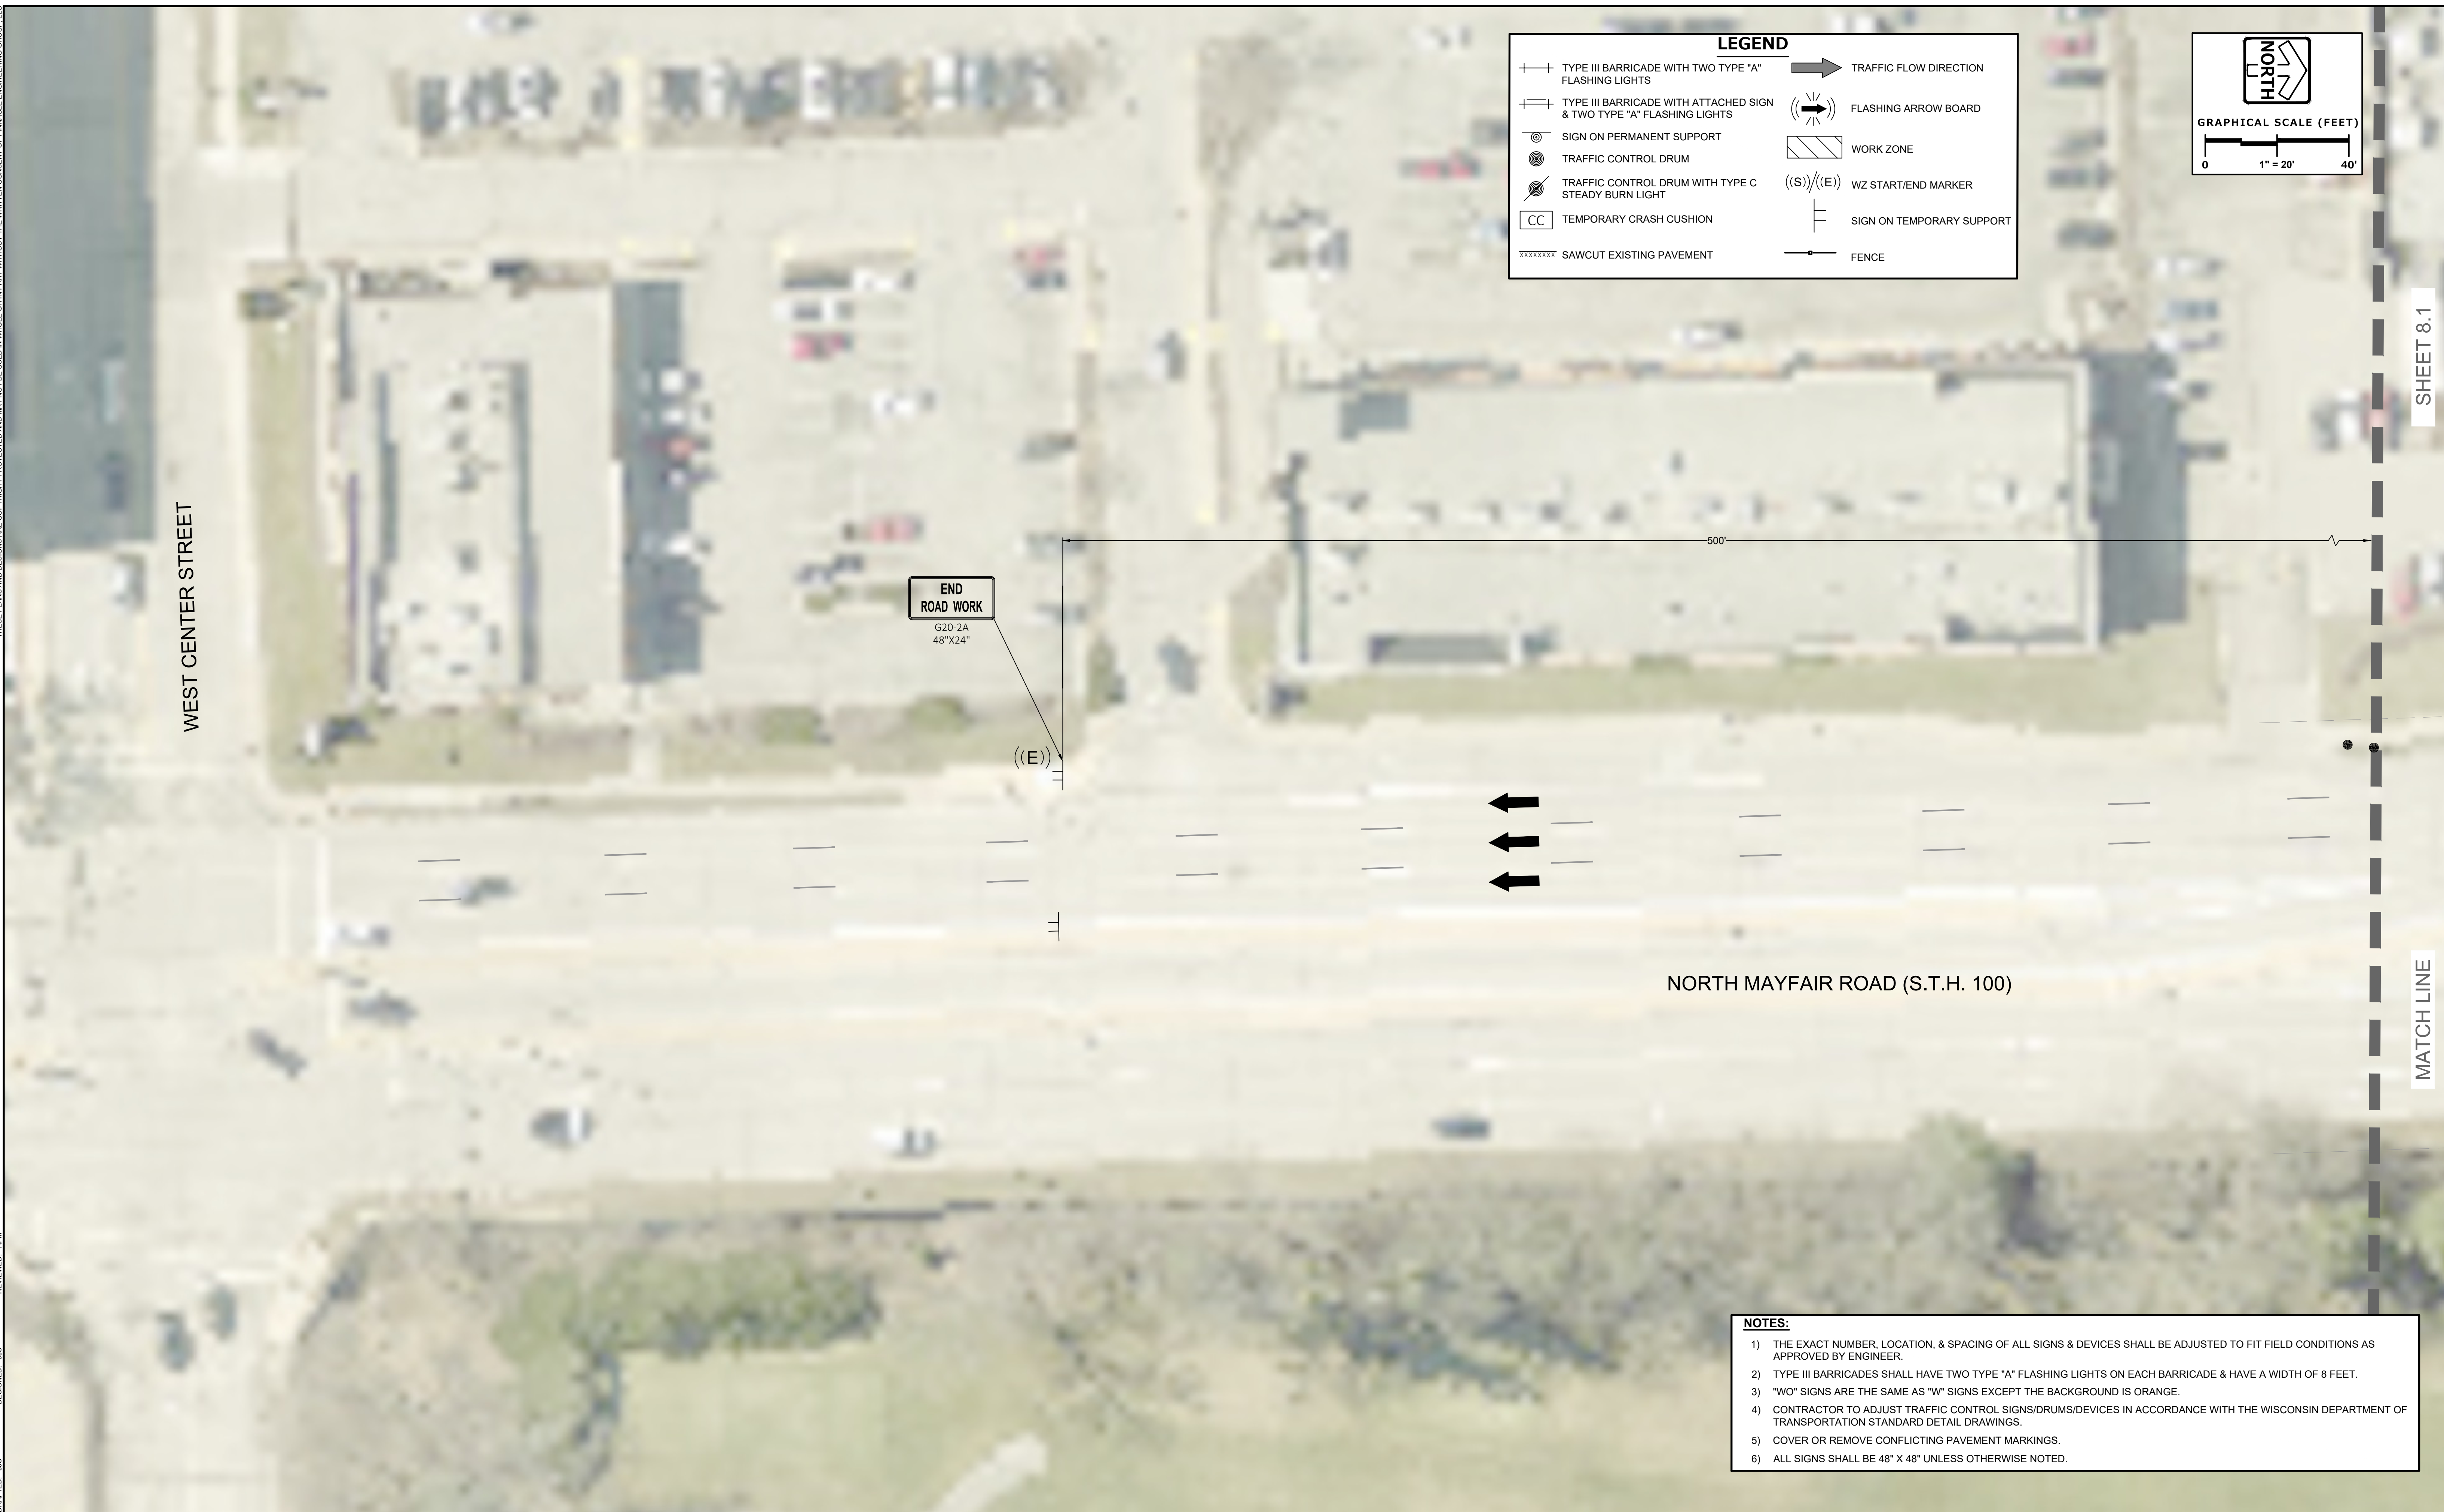 LEGEND
TYPE III BARRICADE WITH TWO TYPE "A"
FLASHING LIGHTS
TYPE III BARRICADE WITH ATTACHED SIGN
& TWO TYPE "A" FLASHING LIGHTS
SIGN ON PERMANENT SUPPORT
TRAFFIC CONTROL DRUM
TRAFFIC CONTROL DRUM WITH TYPE C
STEADY BURN LIGHT
CC TEMPORARY CRASH CUSHION
XXXXXXXX SAWCUT EXISTING PAVEMENT
TRAFFIC FLOW DIRECTION
FLASHING ARROW BOARD
WORK ZONE
((S))/((E)) WZ START/END MARKER
SIGN ON TEMPORARY SUPPORT
FENCE
NORTH
GRAPHICAL SCALE (FEET)
0 1" = 20' 40'
SHEET 8.1
MATCH LINE
WEST CENTER STREET
500'
END
ROAD WORK
G20-2A
48"X24"
((E))
NORTH MAYFAIR ROAD (S.T.H. 100)
NOTES:
1) THE EXACT NUMBER, LOCATION, & SPACING OF ALL SIGNS & DEVICES SHALL BE ADJUSTED TO FIT FIELD CONDITIONS AS
APPROVED BY ENGINEER.
2) TYPE III BARRICADES SHALL HAVE TWO TYPE "A" FLASHING LIGHTS ON EACH BARRICADE & HAVE A WIDTH OF 8 FEET.
3) "WO" SIGNS ARE THE SAME AS "W" SIGNS EXCEPT THE BACKGROUND IS ORANGE.
4) CONTRACTOR TO ADJUST TRAFFIC CONTROL SIGNS/DRUMS/DEVICES IN ACCORDANCE WITH THE WISCONSIN DEPARTMENT OF
TRANSPORTATION STANDARD DETAIL DRAWINGS.
5) COVER OR REMOVE CONFLICTING PAVEMENT MARKINGS.
6) ALL SIGNS SHALL BE 48" X 48" UNLESS OTHERWISE NOTED.